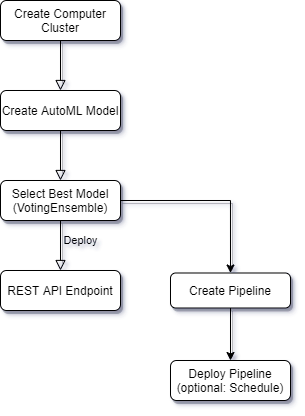 Create Computer
Cluster
Create AutoML Model
Select Best Model
(VotingEnsemble)
Deploy
REST API Endpoint
Create Pipeline
Deploy Pipeline
(optional: Schedule)